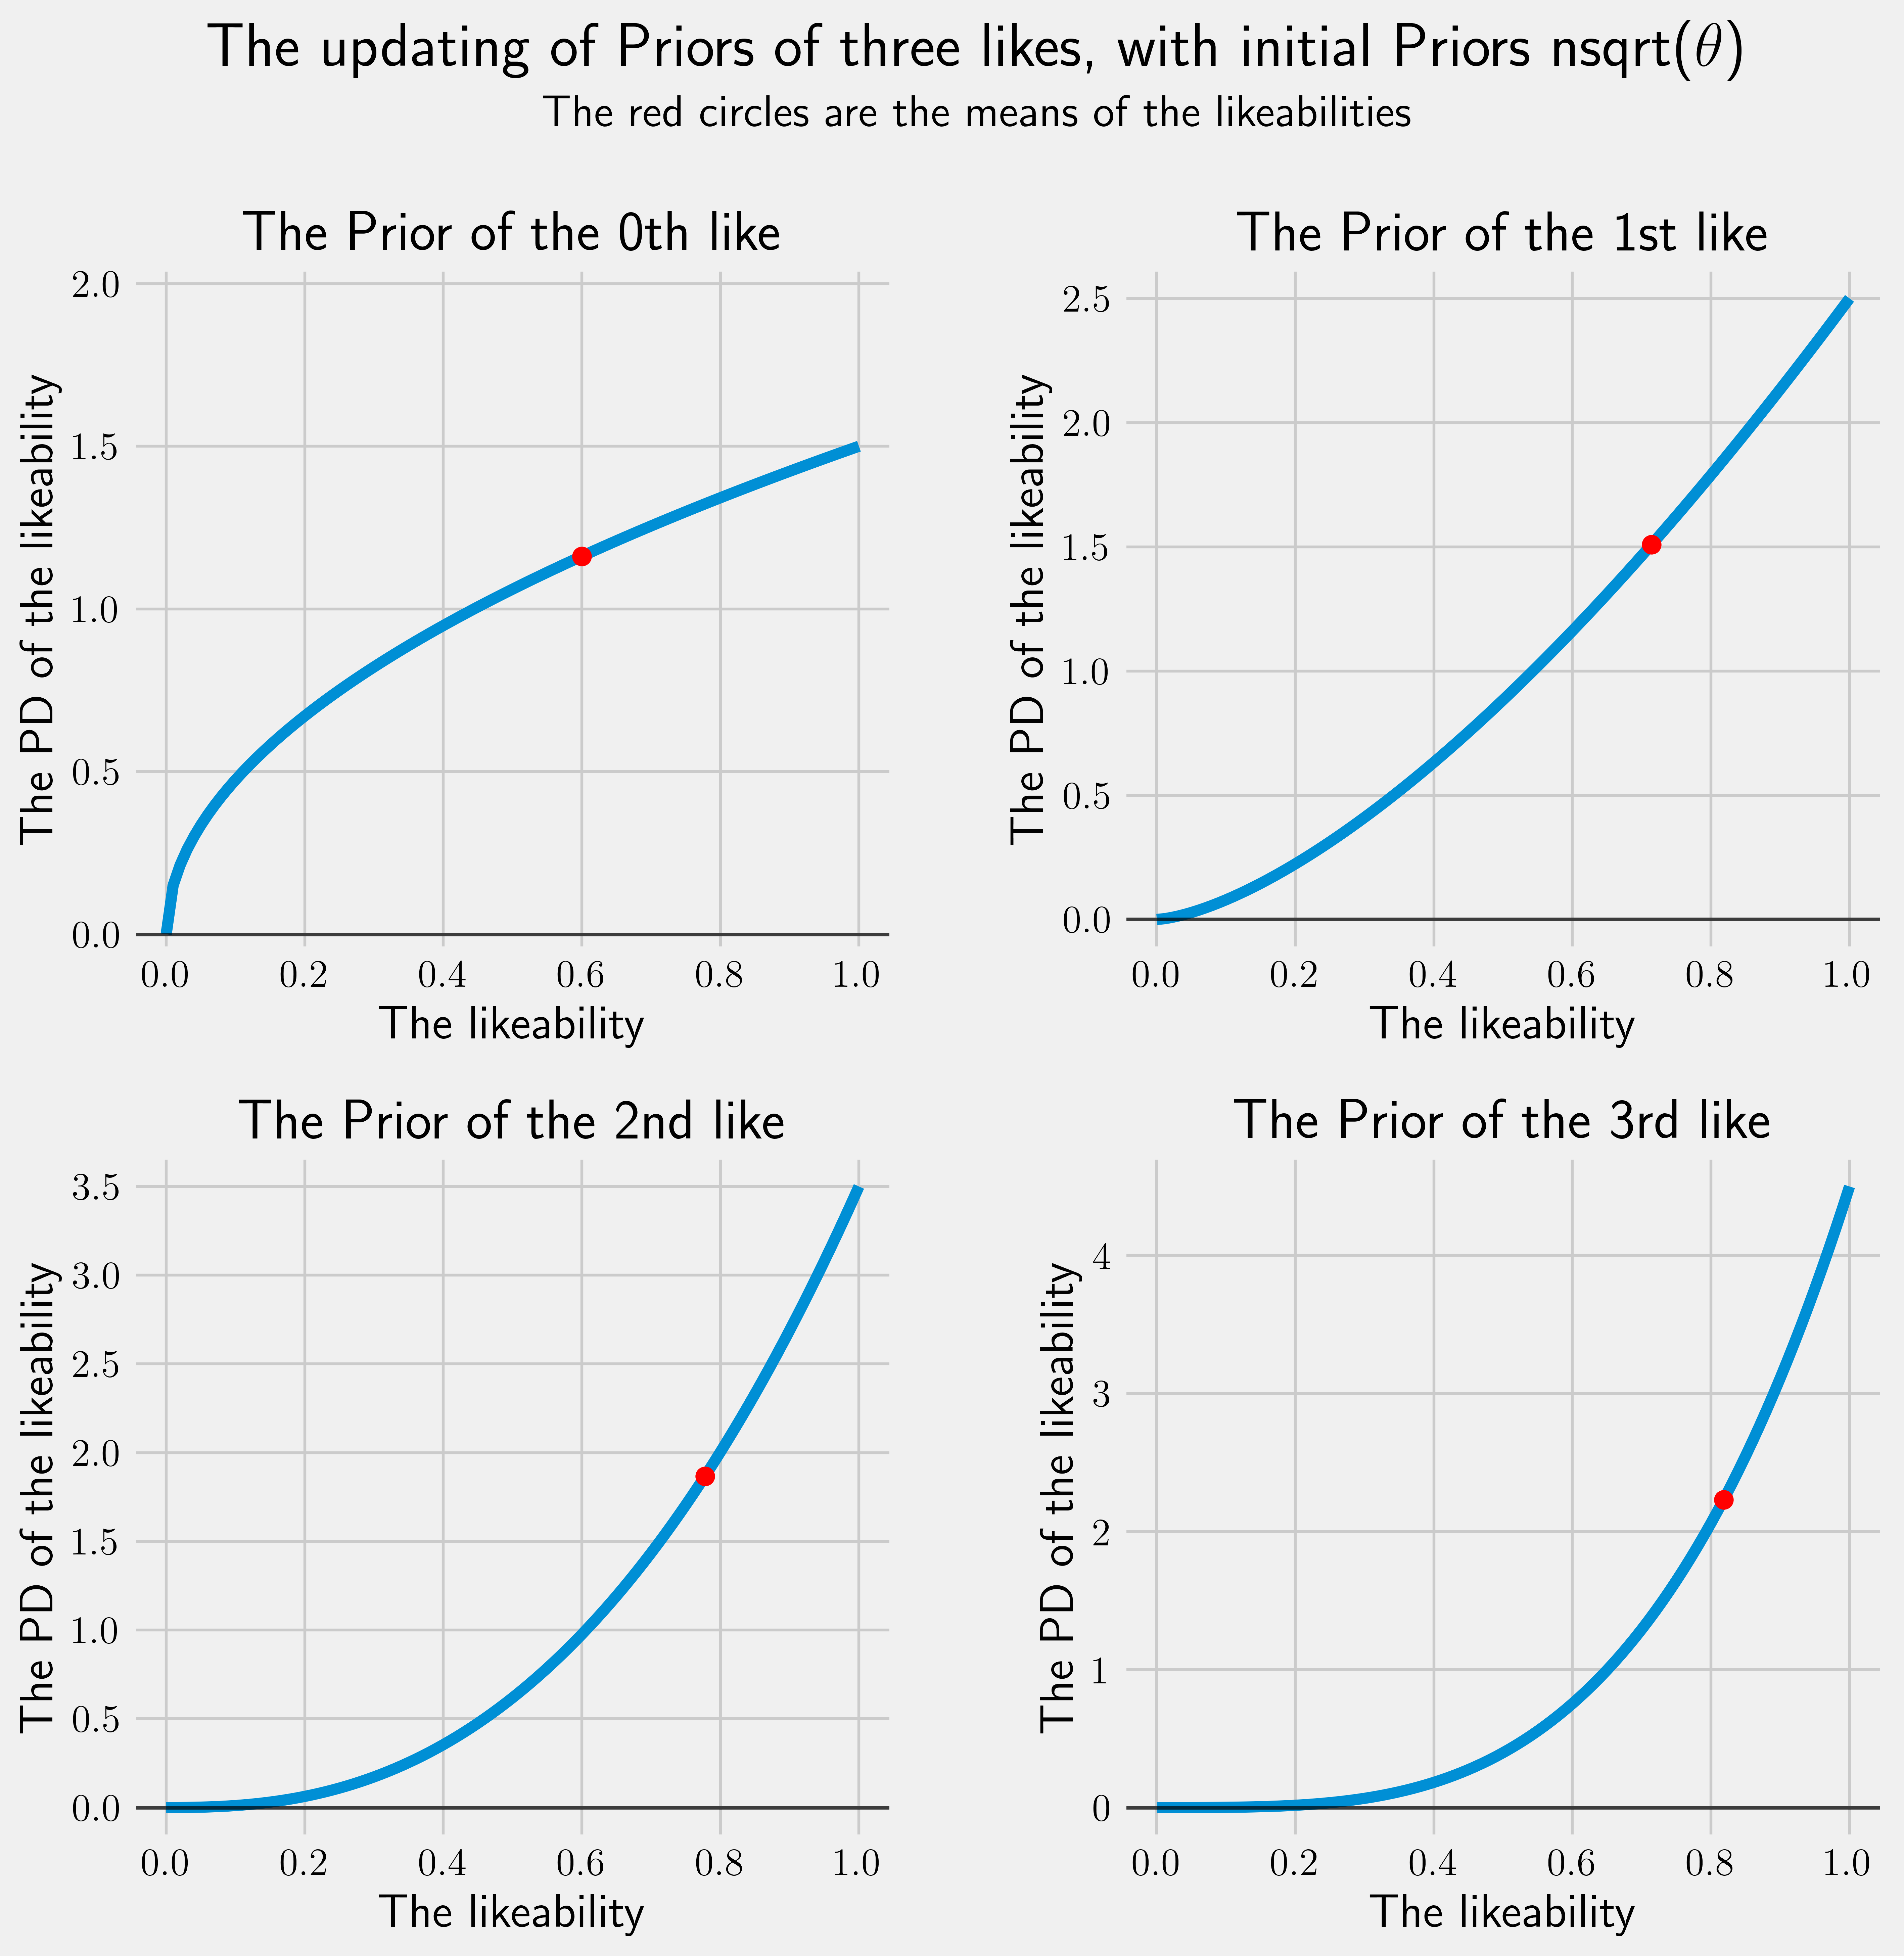 The updating of Priors of three likes, with initial Priors nsqrt(θ)
The red circles are the means of the likeabilities
The Prior of the 0th like
2.0
1.5
1.0
0.5
0.0
The PD of the likeability
0.0 0.2 0.4 0.6 0.8 1.0
The likeability
The Prior of the 1st like
2.5
2.0
1.5
1.0
0.5
0.0
The PD of the likeability
0.0 0.2 0.4 0.6 0.8 1.0
The likeability
The Prior of the 2nd like
3.5
3.0
2.5
2.0
1.5
1.0
0.5
0.0
The PD of the likeability
0.0 0.2 0.4 0.6 0.8 1.0
The likeability
The Prior of the 3rd like
4
3
2
1
0
The PD of the likeability
0.0 0.2 0.4 0.6 0.8 1.0
The likeability